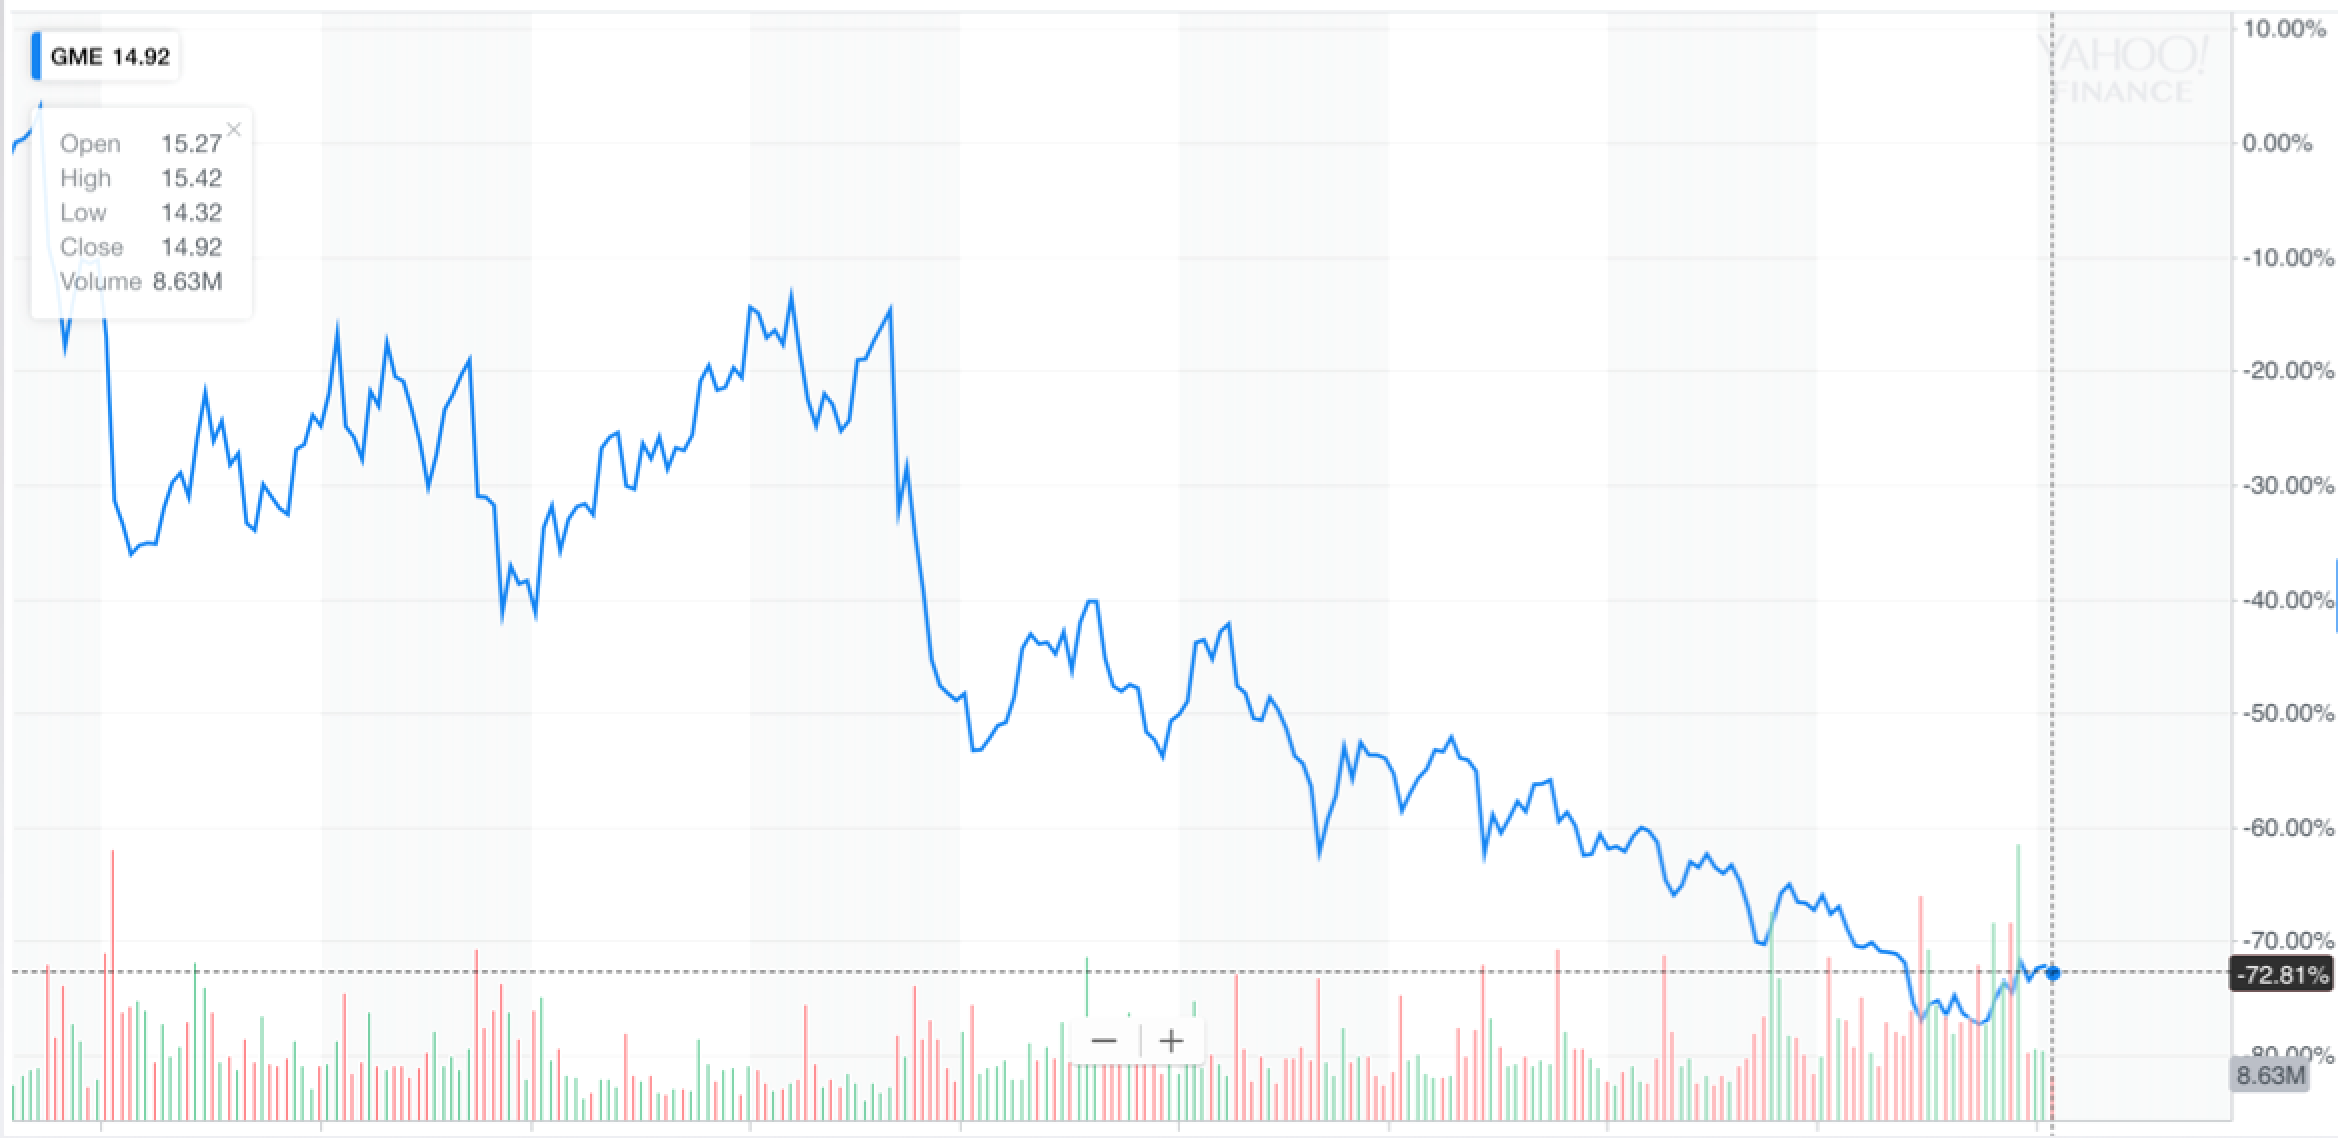 GME 14.92
Open 15.27
High 15.42
Low 14.32
Close 14.92
Volume 8.63M
YAHOO!
FINANCE
10.00%
0.00%
-10.00%
-20.00%
-30.00%
-40.00%
-50.00%
-60.00%
-70.00%
-72.81%
-80.00%
8.63M